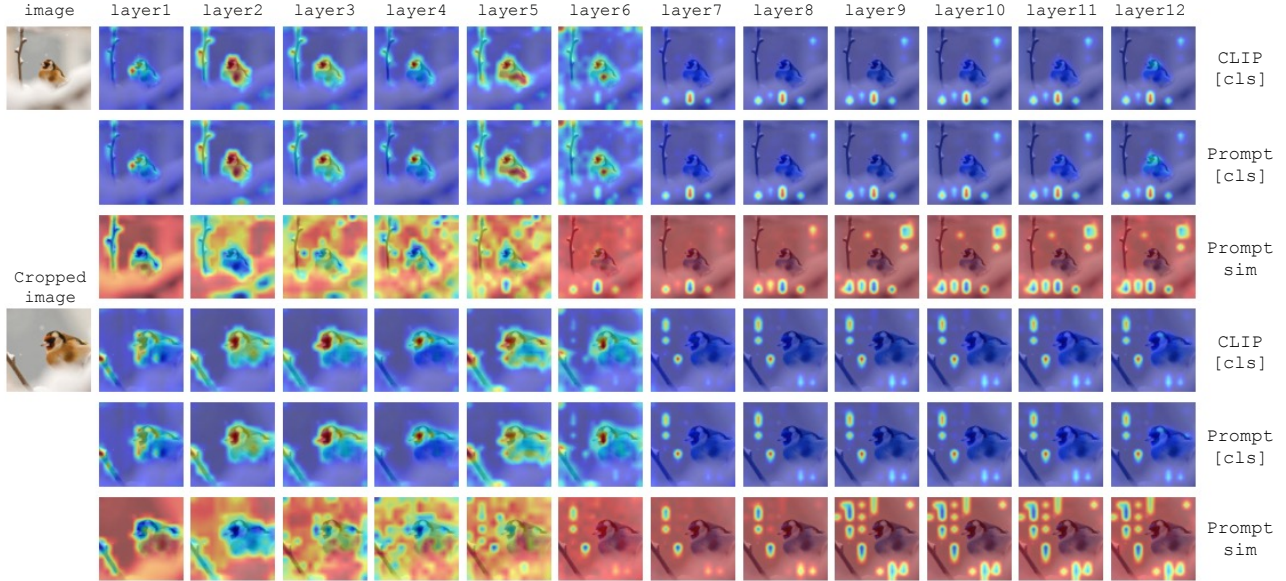 image layer1 layer2 layer3 layer4 layer5 layer6 layer7 layer8 layer9 layer10 layer11 layer12
CLIP
[cls]
Prompt
[cls]
Prompt
sim
Cropped
image
CLIP
[cls]
Prompt
[cls]
Prompt
sim